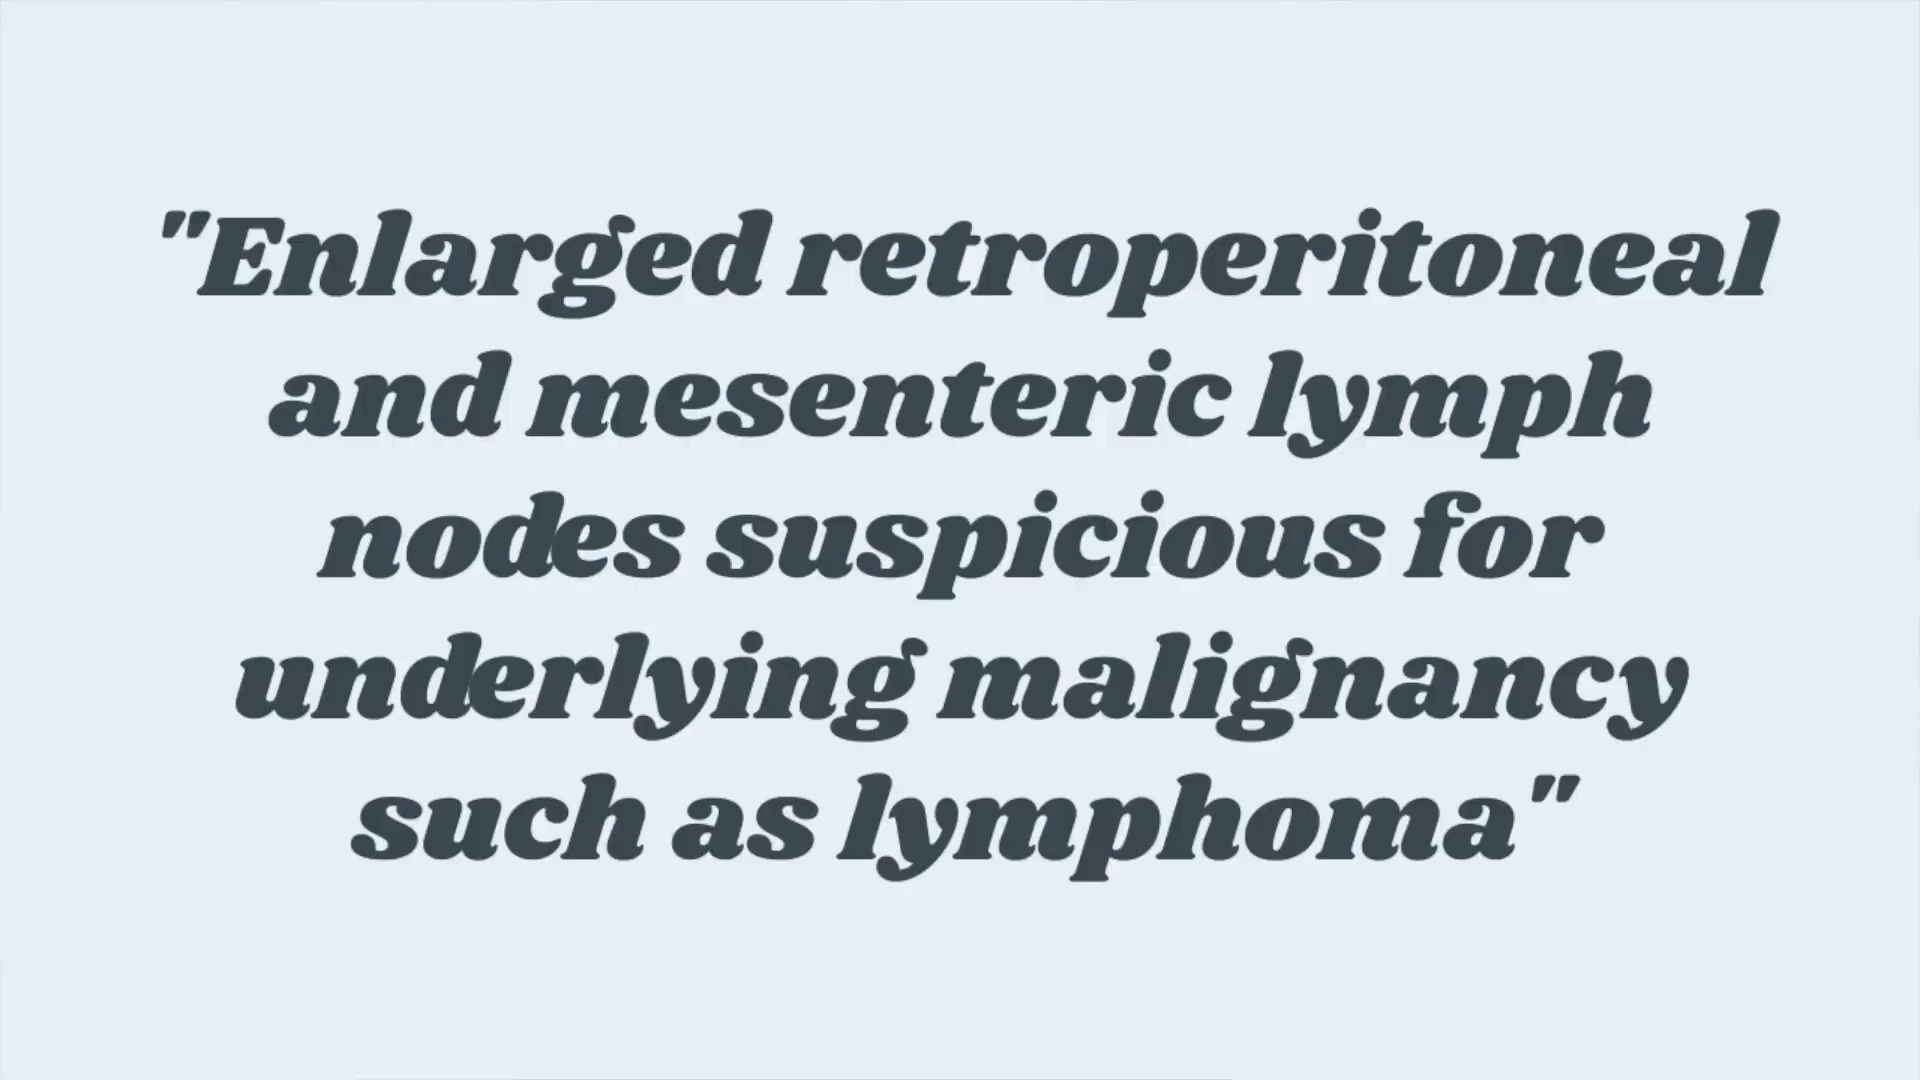 "Enlarged retroperitoneal
and mesenteric lymph
nodes suspicious for
underlying malignancy
such as lymphoma"